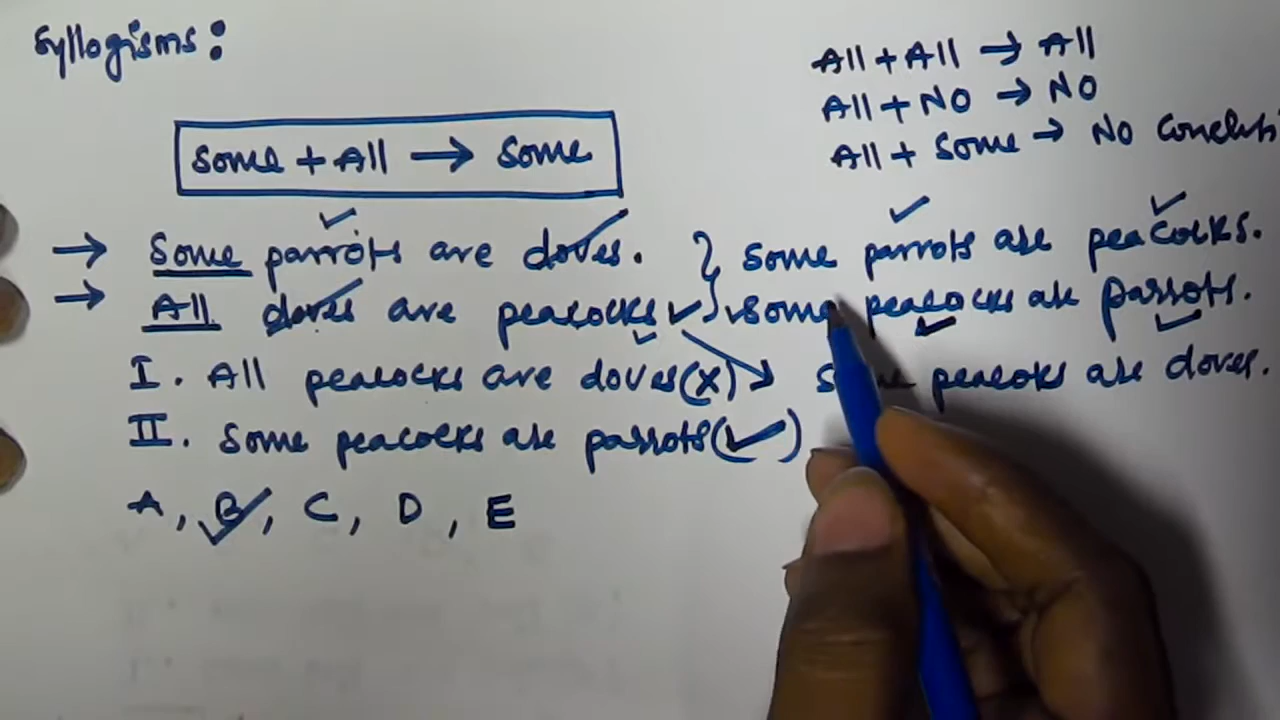 Syllogisms:
All + All → All
All + NO → NO
All + Some → No
Some + All → Some
→ Some parrots are doves. } Some parrots are peacocks.
→ All doves are peacocks ✓ } Some peacocks are parrots.
I. All peacocks are doves (x) → peacoks are doves.
II. Some peacocks are parrots (✓)
A, B, C, D, E